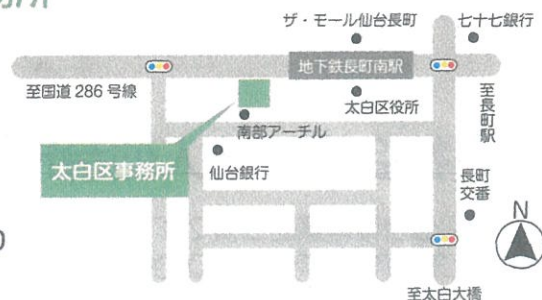 ザ・モール仙台長町
七十七銀行
地下鉄長町南駅
至国道286号線
太白区役所
至長町駅
南部アーチル
太白区事務所
仙台銀行
長町
交番
N
至太白大橋